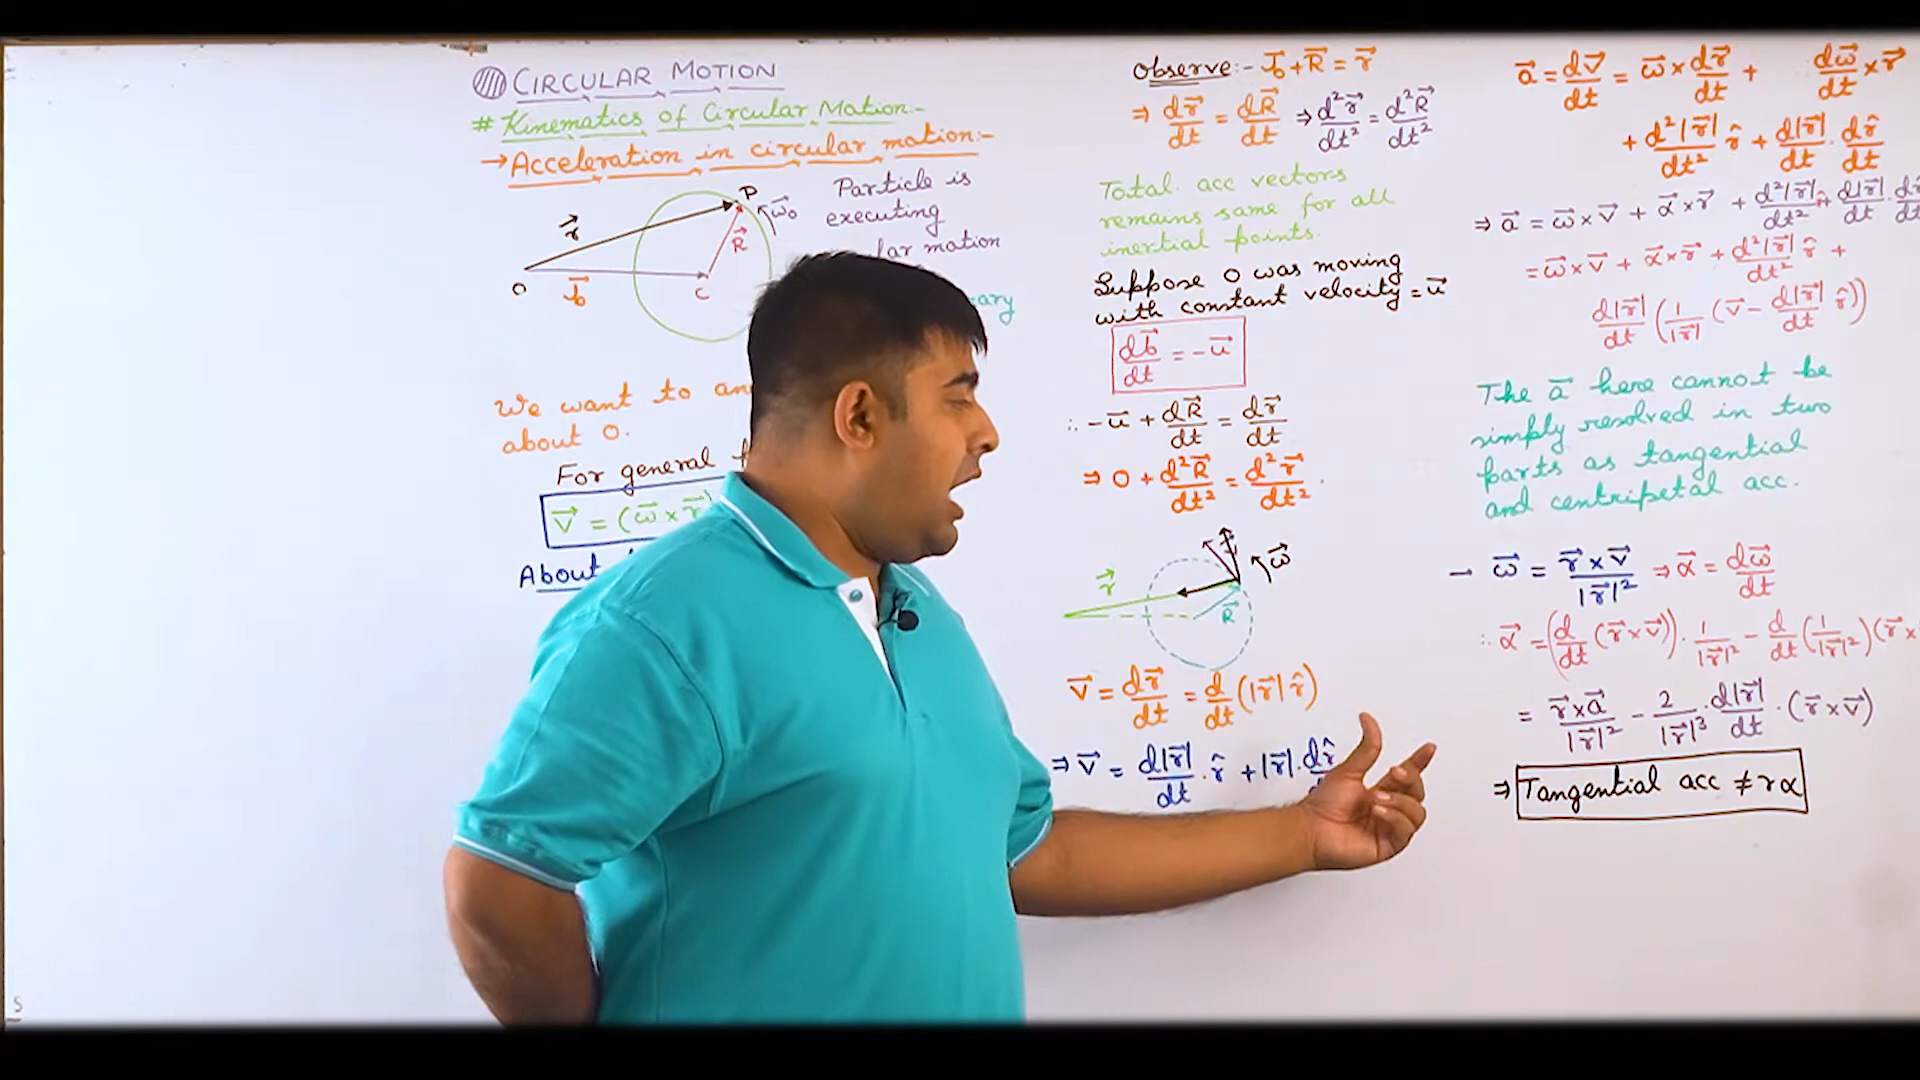 CIRCULAR MOTION
# Kinematics of Circular Motion:-
→ Acceleration in circular motion:-
P
ω⃗₀
r⃗
R⃗
O
b⃗
C
Particle is
executing
motion
We want to
about O.
For general
V⃗ = (ω⃗ × r⃗)
About
Observe:- b⃗ + R⃗ = r⃗
⇒ dr⃗/dt = dR⃗/dt ⇒ d²r⃗/dt² = d²R⃗/dt²
Total acc vectors
remains same for all
inertial points.
Suppose O was moving
with constant velocity = u⃗
db⃗/dt = -u⃗
∴ -u⃗ + dR⃗/dt = dr⃗/dt
⇒ 0 + d²R⃗/dt² = d²r⃗/dt².
ω⃗
r⃗
R⃗
V⃗ = dr⃗/dt = d/dt (|r⃗| r̂)
⇒ V⃗ = d|r⃗|/dt · r̂ + |r⃗| · dr̂
a⃗ = dv⃗/dt = ω⃗ × dr⃗/dt + dω⃗/dt × r⃗
+ d²|r⃗|/dt² r̂ + d|r⃗|/dt · dr̂/dt
⇒ a⃗ = ω⃗ × v⃗ + α⃗ × r⃗ + d²|r⃗|/dt² r̂ + d|r⃗|/dt ·
= ω⃗ × v⃗ + α⃗ × r⃗ + d²|r⃗|/dt² r̂ +
d|r⃗|/dt (1/|r⃗| (v⃗ - d|r⃗|/dt r̂))
The a⃗ here cannot be
simply resolved in two
parts as tangential
and centripetal acc.
- ω⃗ = r⃗ × v⃗/|r⃗|² ⇒ α⃗ = dω⃗/dt
∴ α⃗ = (d/dt (r⃗ × v⃗)) · 1/|r⃗|² - d/dt (1/|r⃗|²) (r⃗ ×
= r⃗ × a⃗/|r⃗|² - 2/|r⃗|³ · d|r⃗|/dt · (r⃗ × v⃗)
⇒ Tangential acc ≠ rα